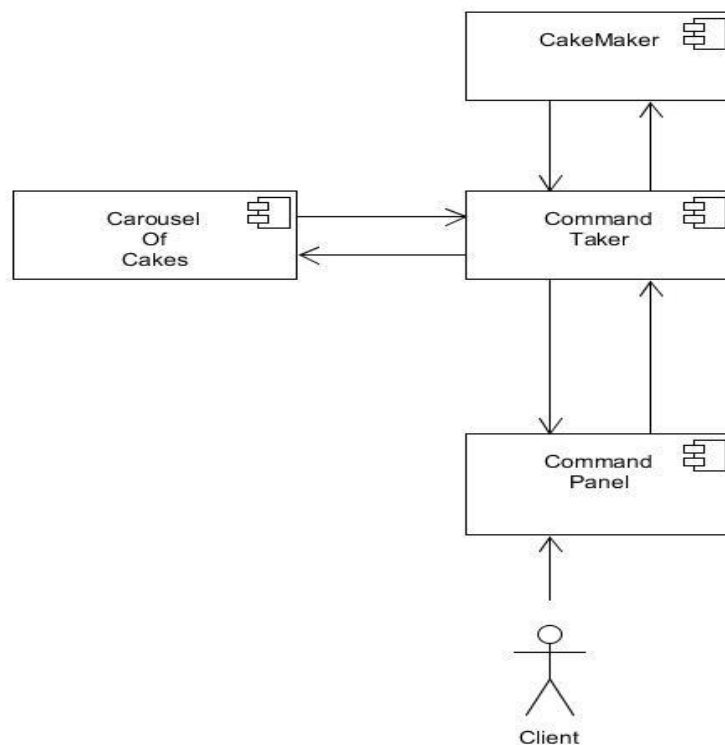 CakeMaker
Carousel
Of
Cakes
Command
Taker
Command
Panel
Client